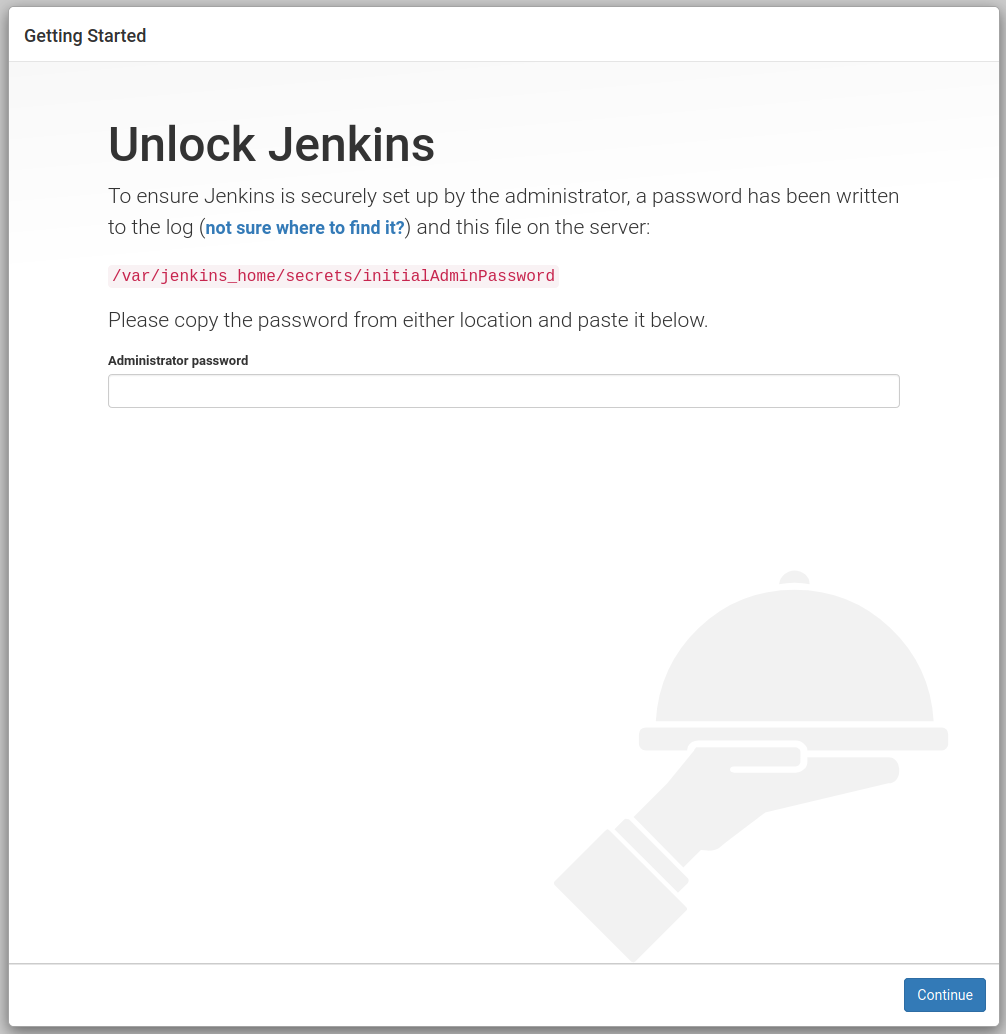 Getting Started
Unlock Jenkins
To ensure Jenkins is securely set up by the administrator, a password has been written
to the log (not sure where to find it?) and this file on the server:
/var/jenkins_home/secrets/initialAdminPassword
Please copy the password from either location and paste it below.
Administrator password
Continue